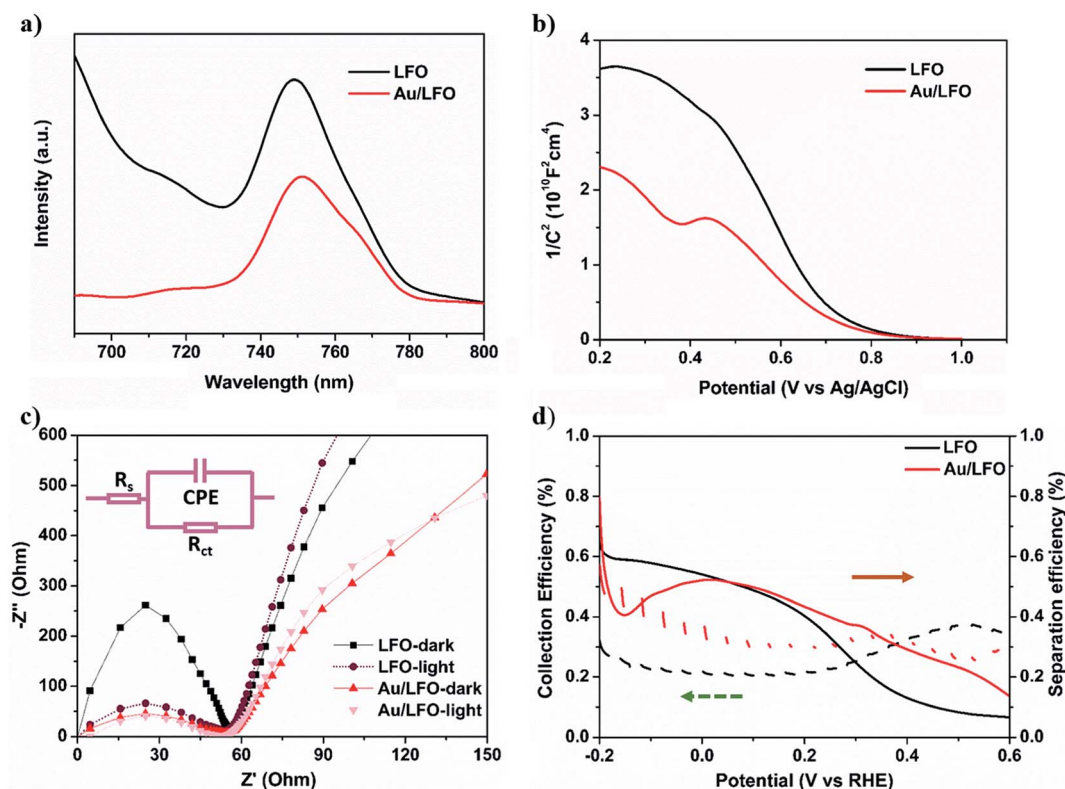 a)
LFO
Au/LFO
Intensity (a.u.)
700 720 740 760 780 800
Wavelength (nm)
b)
LFO
Au/LFO
1/C² (10¹⁰F²cm⁴)
4
3
2
1
0
0.2 0.4 0.6 0.8 1.0
Potential (V vs Ag/AgCl)
c)
-Z'' (Ohm)
600
500
400
300
200
100
0
Rs
CPE
Rct
LFO-dark
LFO-light
Au/LFO-dark
Au/LFO-light
0 30 60 90 120 150
Z' (Ohm)
d)
LFO
Au/LFO
Collection Efficiency (%)
1.0
0.8
0.6
0.4
0.2
0.0
Separation efficiency (%)
1.0
0.8
0.6
0.4
0.2
0.0
-0.2 0.0 0.2 0.4 0.6
Potential (V vs RHE)